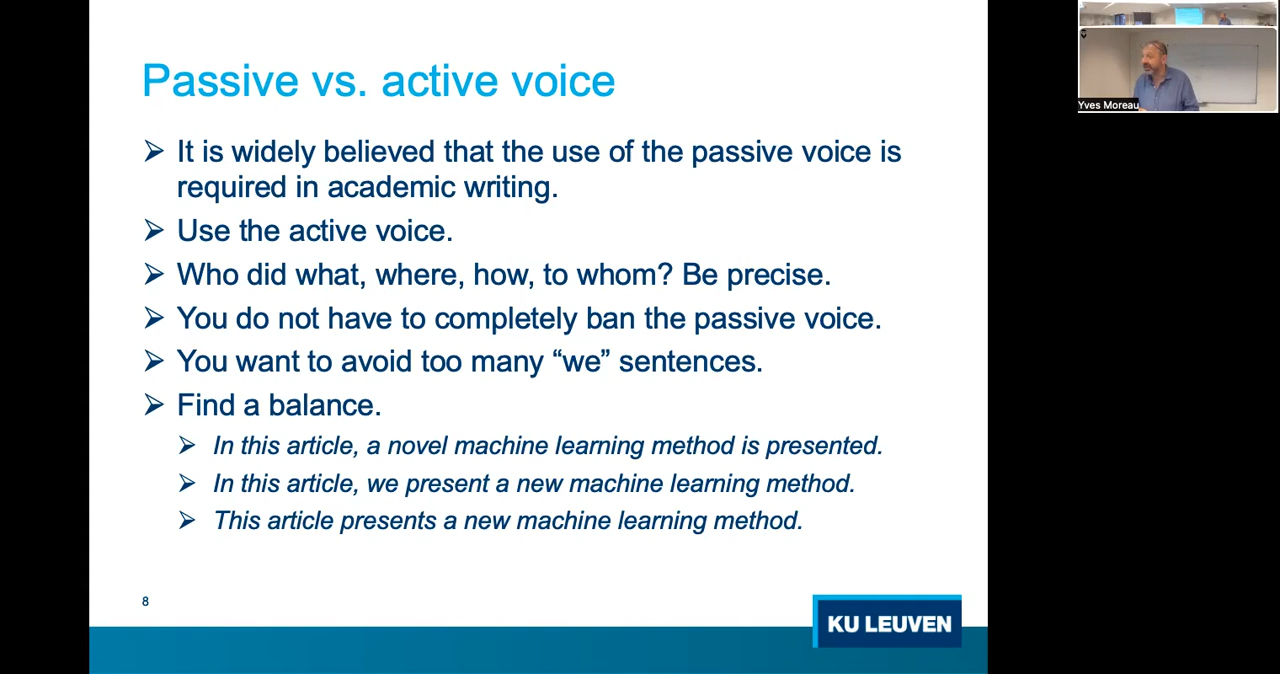 Passive vs. active voice
➢ It is widely believed that the use of the passive voice is
required in academic writing.
➢ Use the active voice.
➢ Who did what, where, how, to whom? Be precise.
➢ You do not have to completely ban the passive voice.
➢ You want to avoid too many “we” sentences.
➢ Find a balance.
➢ In this article, a novel machine learning method is presented.
➢ In this article, we present a new machine learning method.
➢ This article presents a new machine learning method.
8
KU LEUVEN
Yves Moreau